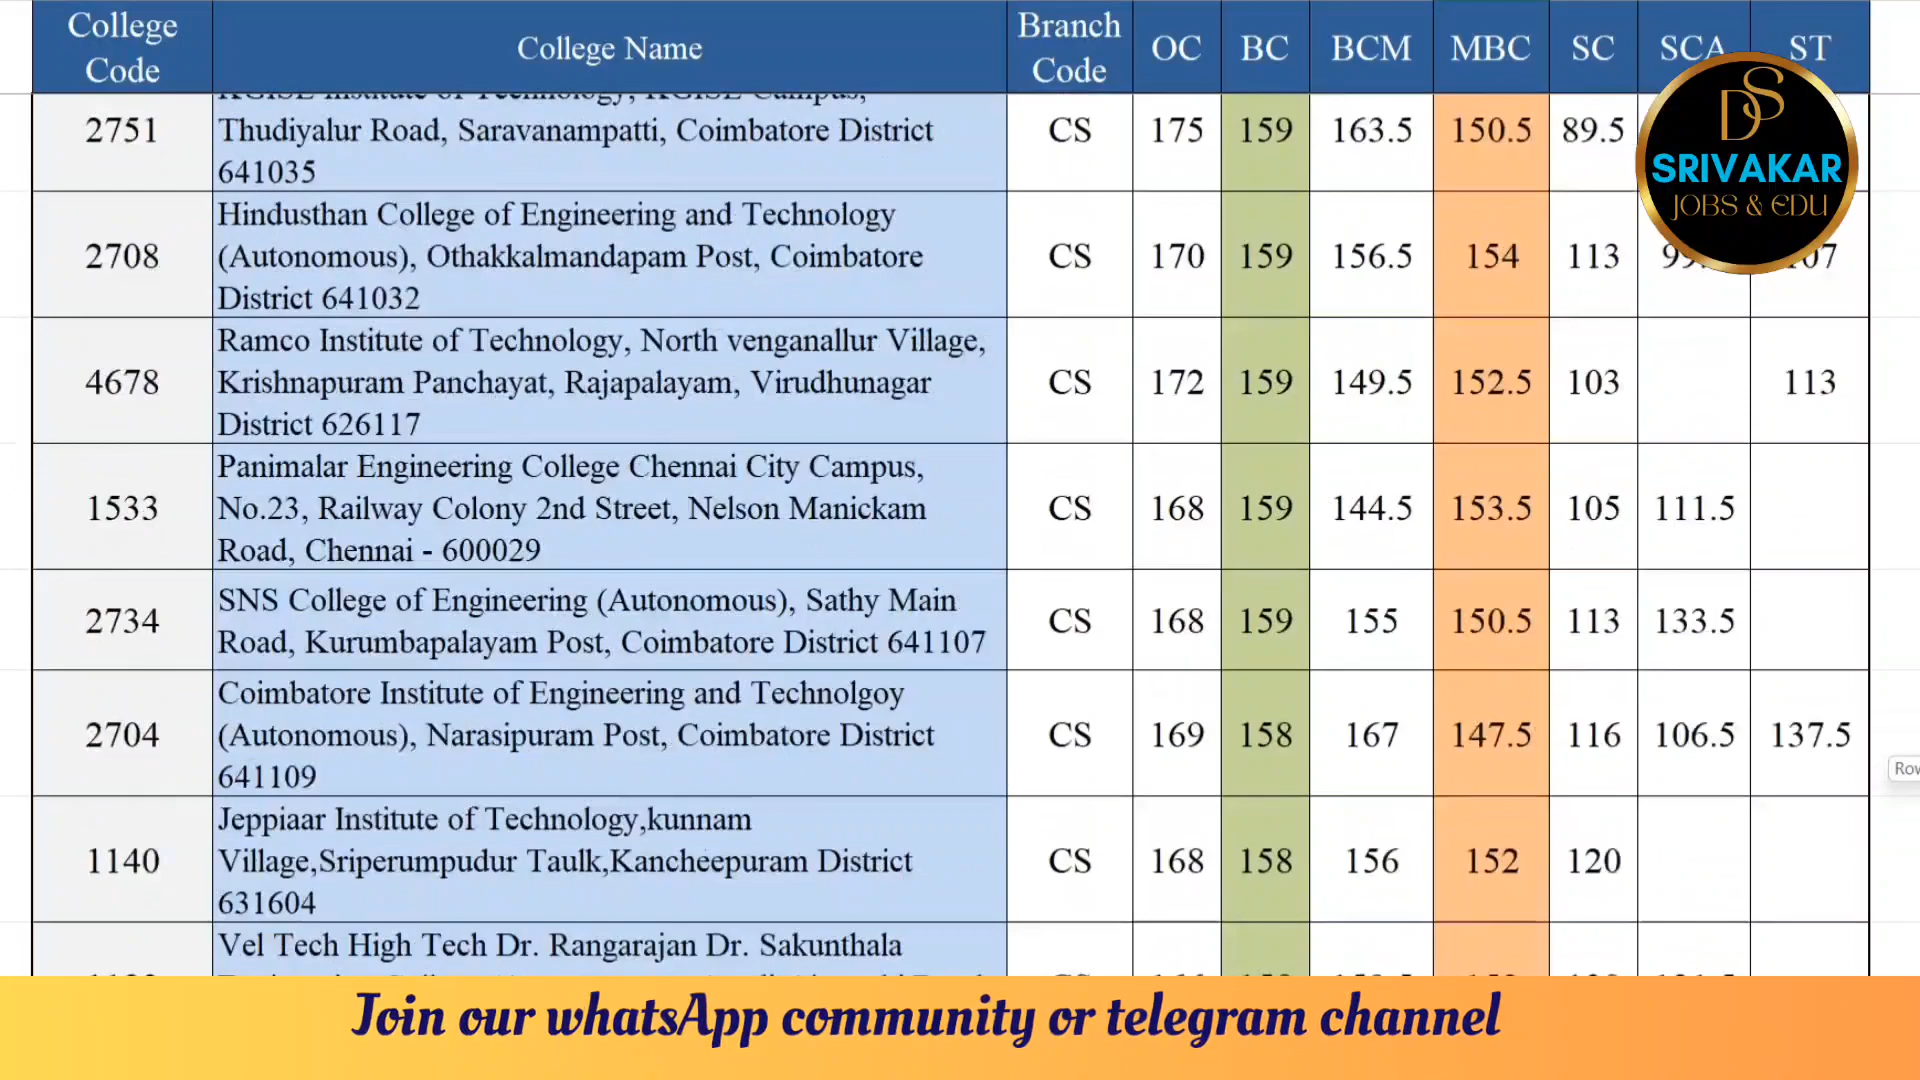 College Code College Name Branch Code OC BC BCM MBC SC SCA ST
KGISL Institute of Technology, KGISL Campus,
2751 Thudiyalur Road, Saravanampatti, Coimbatore District CS 175 159 163.5 150.5 89.5
641035
Hindusthan College of Engineering and Technology
2708 (Autonomous), Othakkalmandapam Post, Coimbatore CS 170 159 156.5 154 113
District 641032
Ramco Institute of Technology, North venganallur Village,
4678 Krishnapuram Panchayat, Rajapalayam, Virudhunagar CS 172 159 149.5 152.5 103 113
District 626117
Panimalar Engineering College Chennai City Campus,
1533 No.23, Railway Colony 2nd Street, Nelson Manickam CS 168 159 144.5 153.5 105 111.5
Road, Chennai - 600029
2734 SNS College of Engineering (Autonomous), Sathy Main CS 168 159 155 150.5 113 133.5
Road, Kurumbapalayam Post, Coimbatore District 641107
Coimbatore Institute of Engineering and Technolgoy
2704 (Autonomous), Narasipuram Post, Coimbatore District CS 169 158 167 147.5 116 106.5 137.5
641109
Jeppiaar Institute of Technology,kunnam
1140 Village,Sriperumpudur Taulk,Kancheepuram District CS 168 158 156 152 120
631604
Vel Tech High Tech Dr. Rangarajan Dr. Sakunthala
DS
SRIVAKAR
JOBS & EDU
Row
Join our whatsApp community or telegram channel